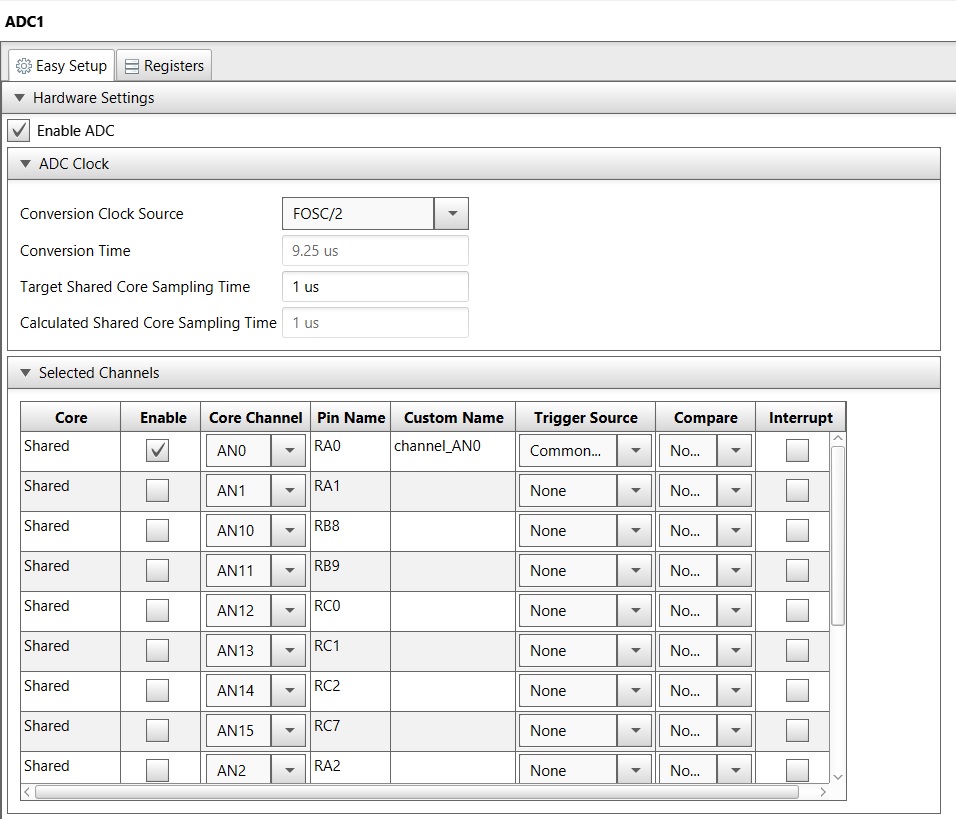 ADC1
Easy Setup Registers
Hardware Settings
Enable ADC
ADC Clock
Conversion Clock Source FOSC/2
Conversion Time 9.25 us
Target Shared Core Sampling Time 1 us
Calculated Shared Core Sampling Time 1 us
Selected Channels
Core Enable Core Channel Pin Name Custom Name Trigger Source Compare Interrupt
Shared AN0 RA0 channel_AN0 Common... No...
Shared AN1 RA1 None No...
Shared AN10 RB8 None No...
Shared AN11 RB9 None No...
Shared AN12 RC0 None No...
Shared AN13 RC1 None No...
Shared AN14 RC2 None No...
Shared AN15 RC7 None No...
Shared AN2 RA2 None No...